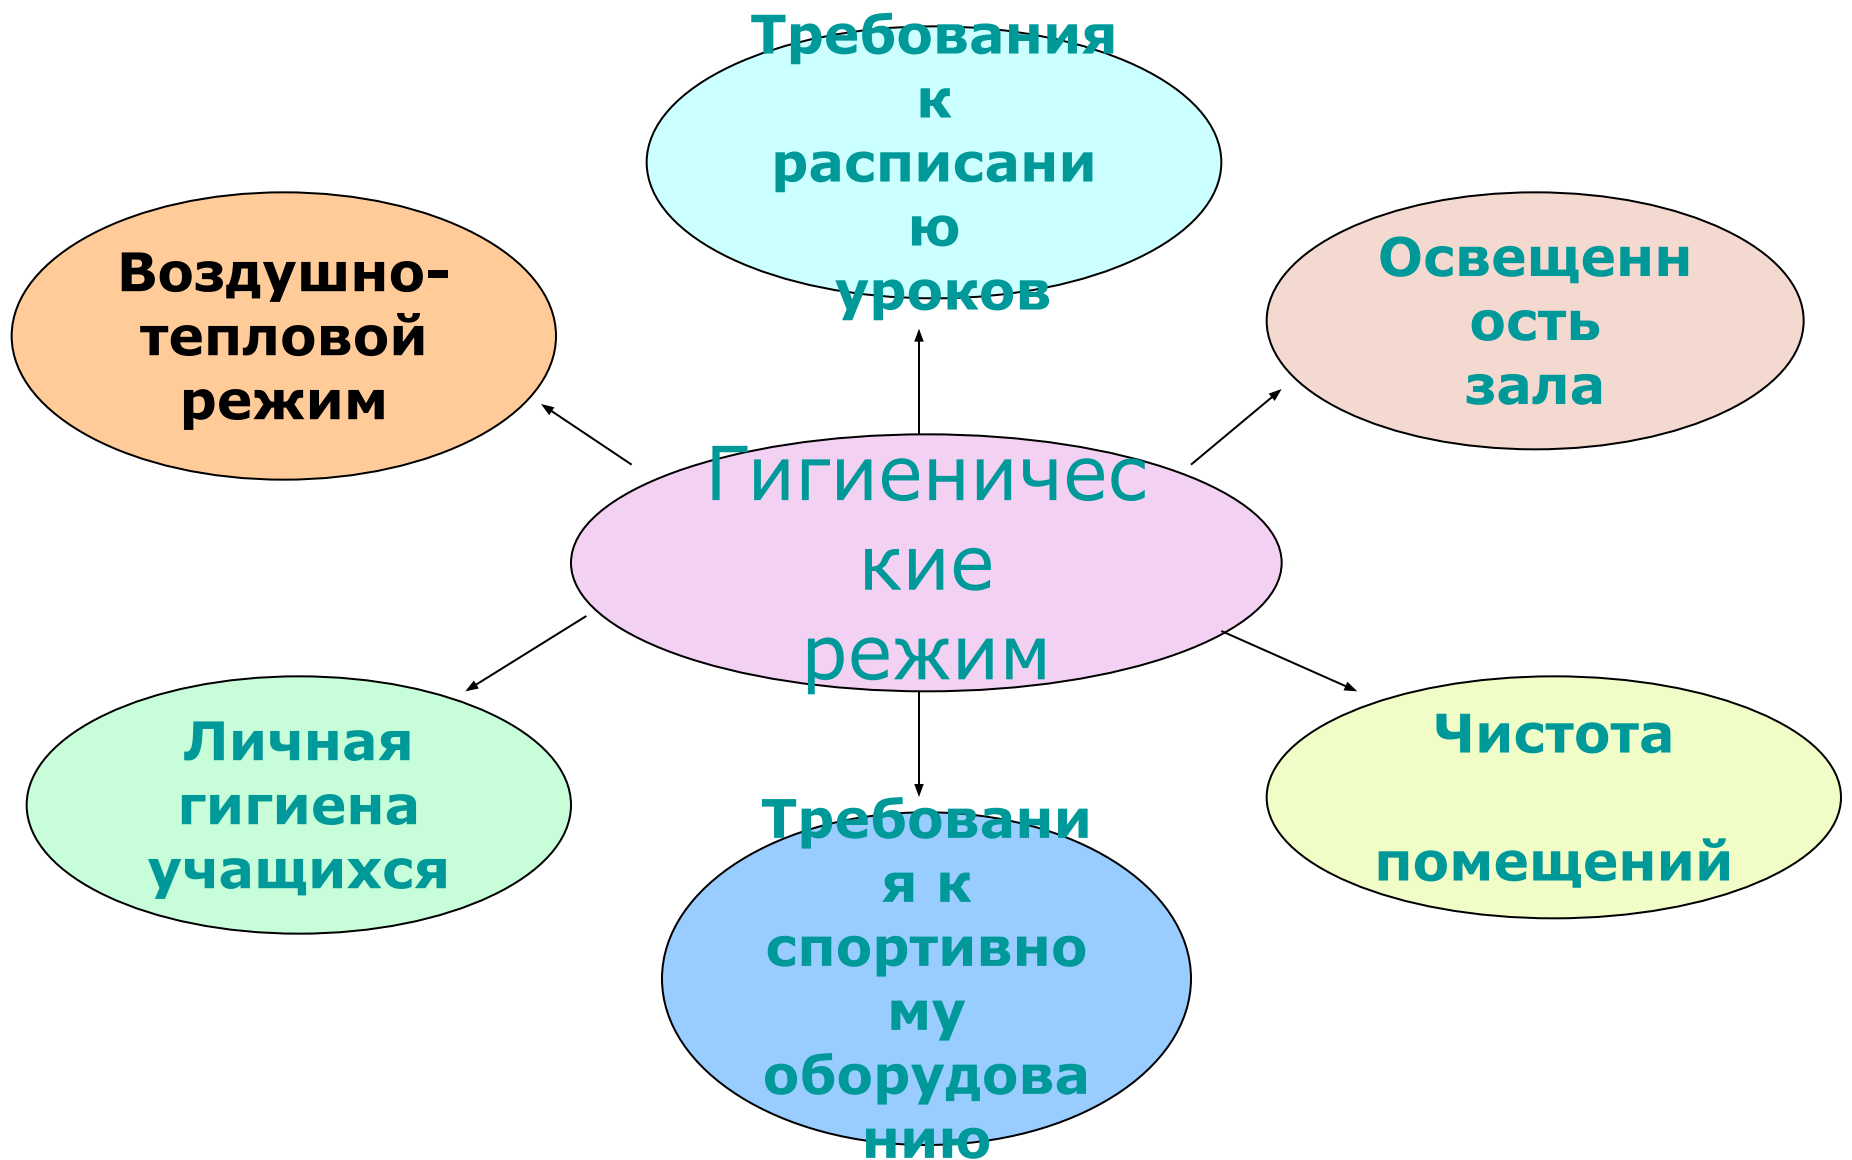 Требования
к
расписани
ю
уроков
Воздушно-
тепловой
режим
Освещенн
ость
зала
Гигиеничес
кие
режим
Личная
гигиена
учащихся
Чистота
помещений
Требовани
я к
спортивно
му
оборудова
нию